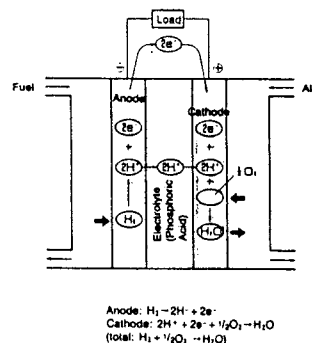 Load
2e⁻
− +
Fuel
Anode
Cathode
2e⁻ 2e⁻
+ +
2H⁺ 2H⁺ 2H⁺
+
½O₂
H₂
H₂O
Electrolyte
(Phosphoric
Acid)
Anode: H₂→2H⁺+2e⁻
Cathode: 2H⁺ + 2e⁻ + ½O₂→H₂O
(total: H₂ + ½O₂ → H₂O)